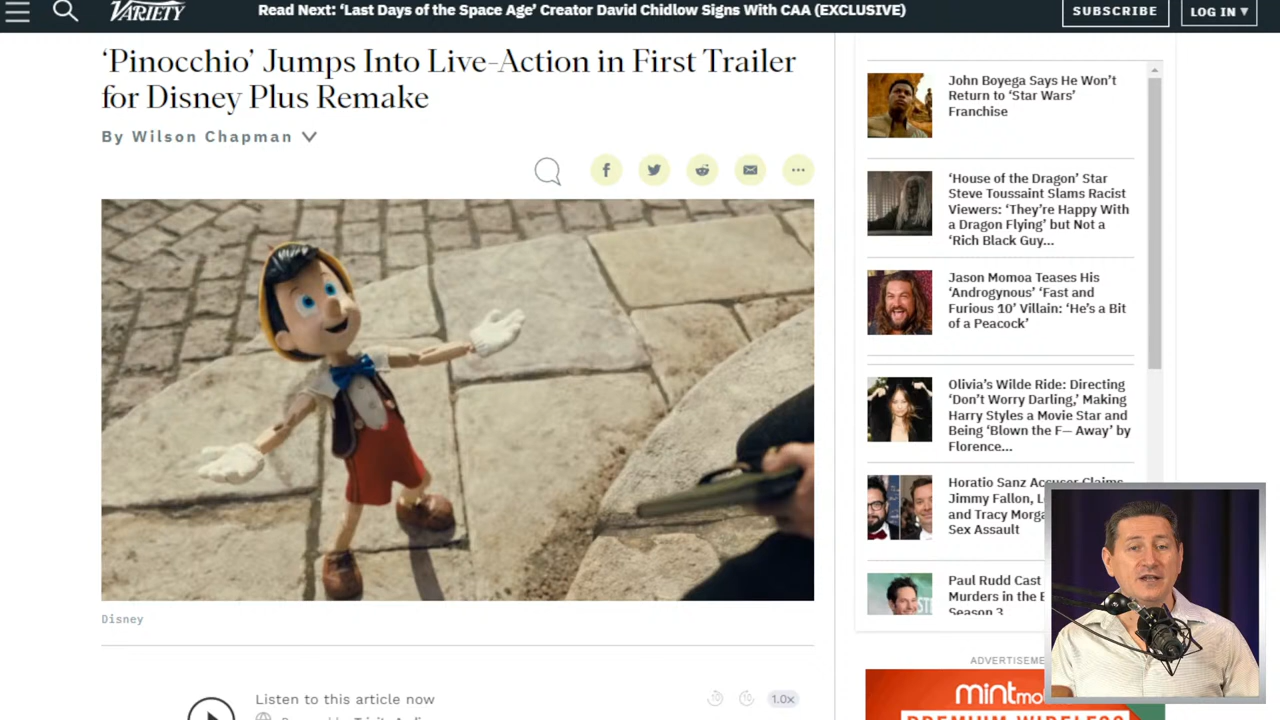 VARIETY
Read Next: ‘Last Days of the Space Age’ Creator David Chidlow Signs With CAA (EXCLUSIVE)
SUBSCRIBE
LOG IN ▾
‘Pinocchio’ Jumps Into Live-Action in First Trailer
for Disney Plus Remake
By Wilson Chapman
Disney
Listen to this article now
1.0x
John Boyega Says He Won’t
Return to ‘Star Wars’
Franchise
‘House of the Dragon’ Star
Steve Toussaint Slams Racist
Viewers: ‘They’re Happy With
a Dragon Flying’ but Not a
‘Rich Black Guy...
Jason Momoa Teases His
‘Androgynous’ ‘Fast and
Furious 10’ Villain: ‘He’s a Bit
of a Peacock’
Olivia’s Wilde Ride: Directing
‘Don’t Worry Darling,’ Making
Harry Styles a Movie Star and
Being ‘Blown the F— Away’ by
Florence...
Horatio Sanz Accuser Claims
Jimmy Fallon, L
and Tracy Morga
Sex Assault
Paul Rudd Cast
Murders in the B
Season 3
ADVERTISEME
mintmo
PREMIUM WIRELESS